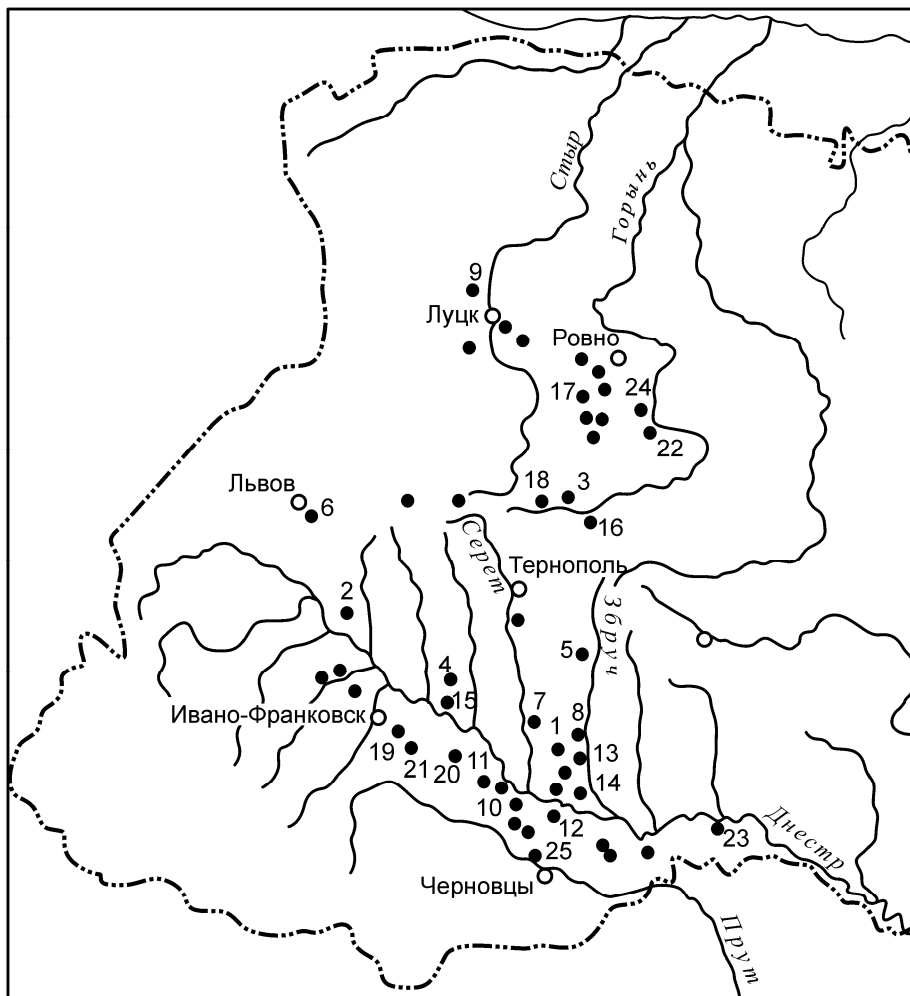 Стыр
Горынь
9
Луцк
Ровно
17
24
22
Львов
6
18
3
16
Серет
Тернополь
Збруч
2
5
4
15
7
8
Ивано-Франковск
1
19
21
20
11
13
14
10
12
23
Днестр
25
Черновцы
Прут